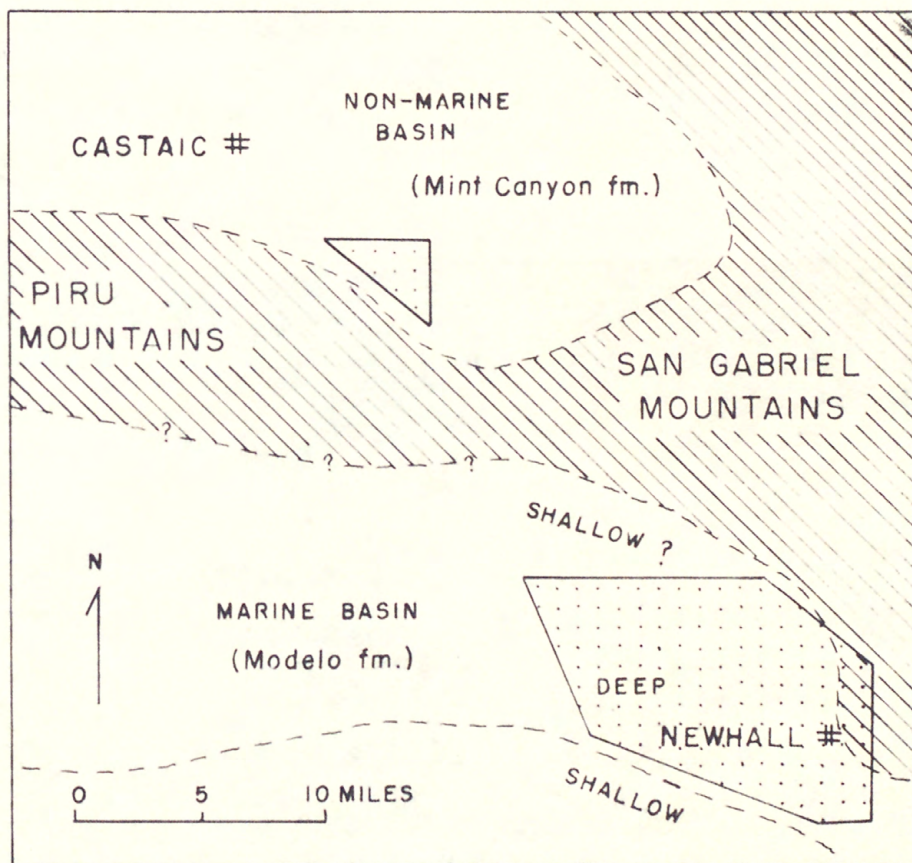 NON-MARINE
BASIN
CASTAIC #
(Mint Canyon fm.)
PIRU
MOUNTAINS
SAN GABRIEL
MOUNTAINS
?
?
?
SHALLOW ?
N
MARINE BASIN
(Modelo fm.)
DEEP
NEWHALL #
SHALLOW
0 5 10 MILES